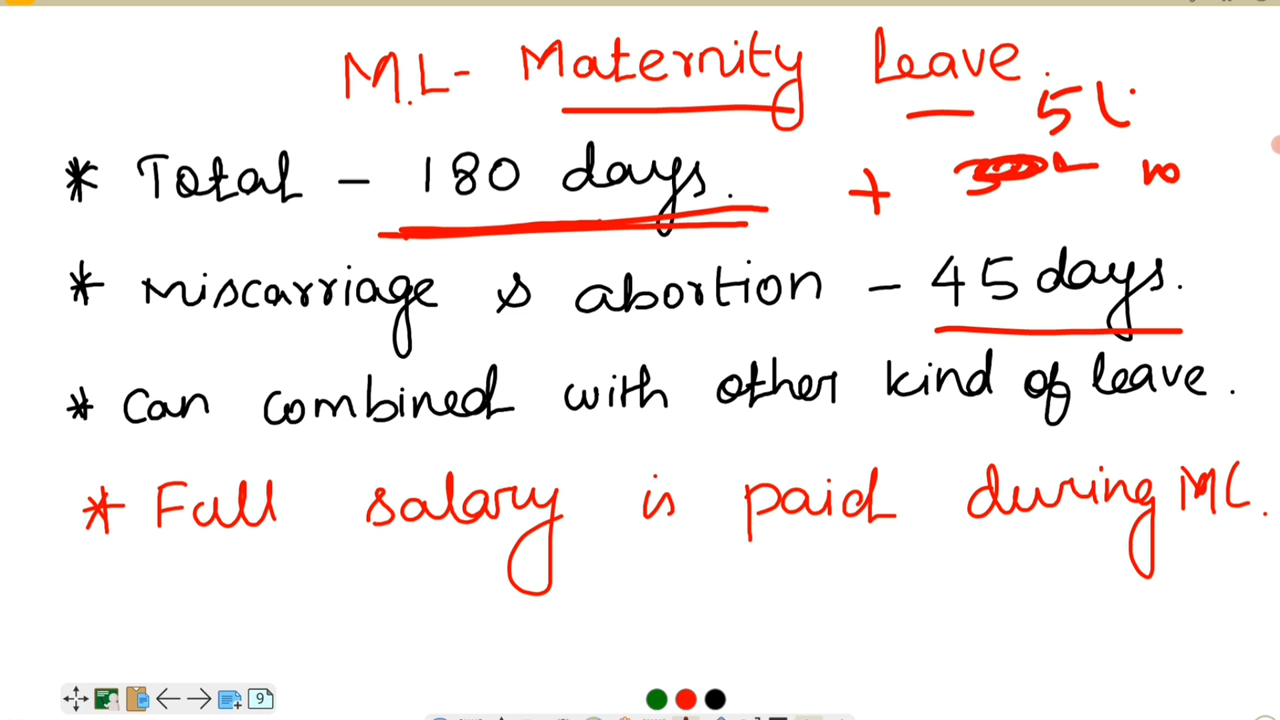 M.L- Maternity leave.
5L
* Total - 180 days. +
* Miscarriage & abortion - 45 days.
* can combined with other kind of leave.
* Full salary is paid during ML.
9